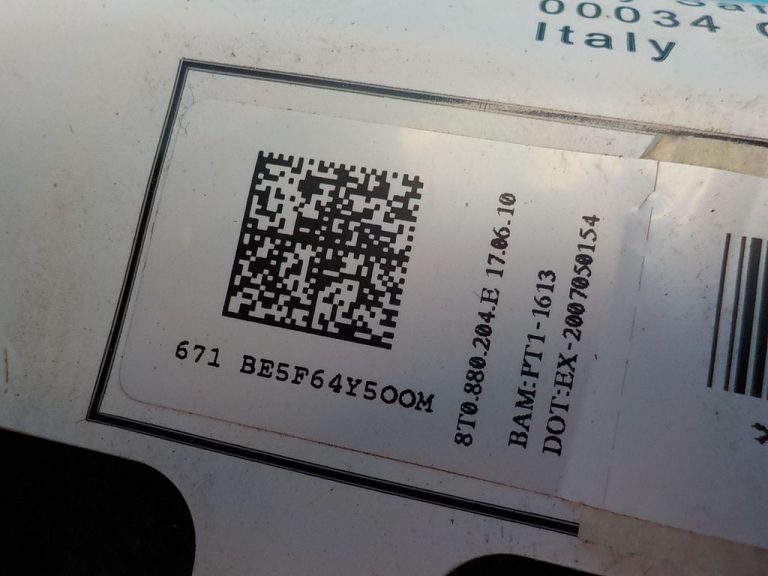 00034
Italy
671 BE5F64Y5OOM
8T0.880.204.E 17.06.10
BAM:PT1-1613
DOT:EX-2007050154